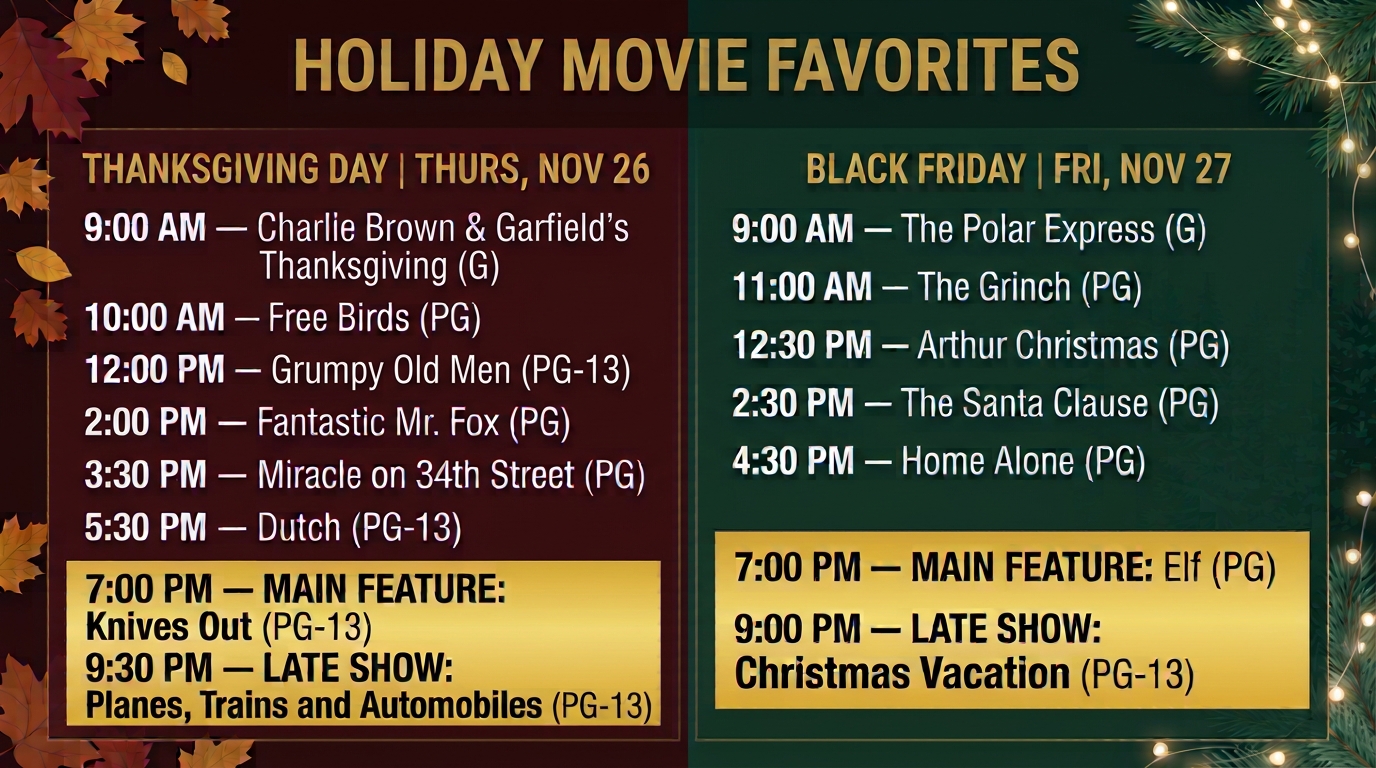 HOLIDAY MOVIE FAVORITES
THANKSGIVING DAY | THURS, NOV 26
9:00 AM — Charlie Brown & Garfield’s
Thanksgiving (G)
10:00 AM — Free Birds (PG)
12:00 PM — Grumpy Old Men (PG-13)
2:00 PM — Fantastic Mr. Fox (PG)
3:30 PM — Miracle on 34th Street (PG)
5:30 PM — Dutch (PG-13)
7:00 PM — MAIN FEATURE:
Knives Out (PG-13)
9:30 PM — LATE SHOW:
Planes, Trains and Automobiles (PG-13)
BLACK FRIDAY | FRI, NOV 27
9:00 AM — The Polar Express (G)
11:00 AM — The Grinch (PG)
12:30 PM — Arthur Christmas (PG)
2:30 PM — The Santa Clause (PG)
4:30 PM — Home Alone (PG)
7:00 PM — MAIN FEATURE: Elf (PG)
9:00 PM — LATE SHOW:
Christmas Vacation (PG-13)